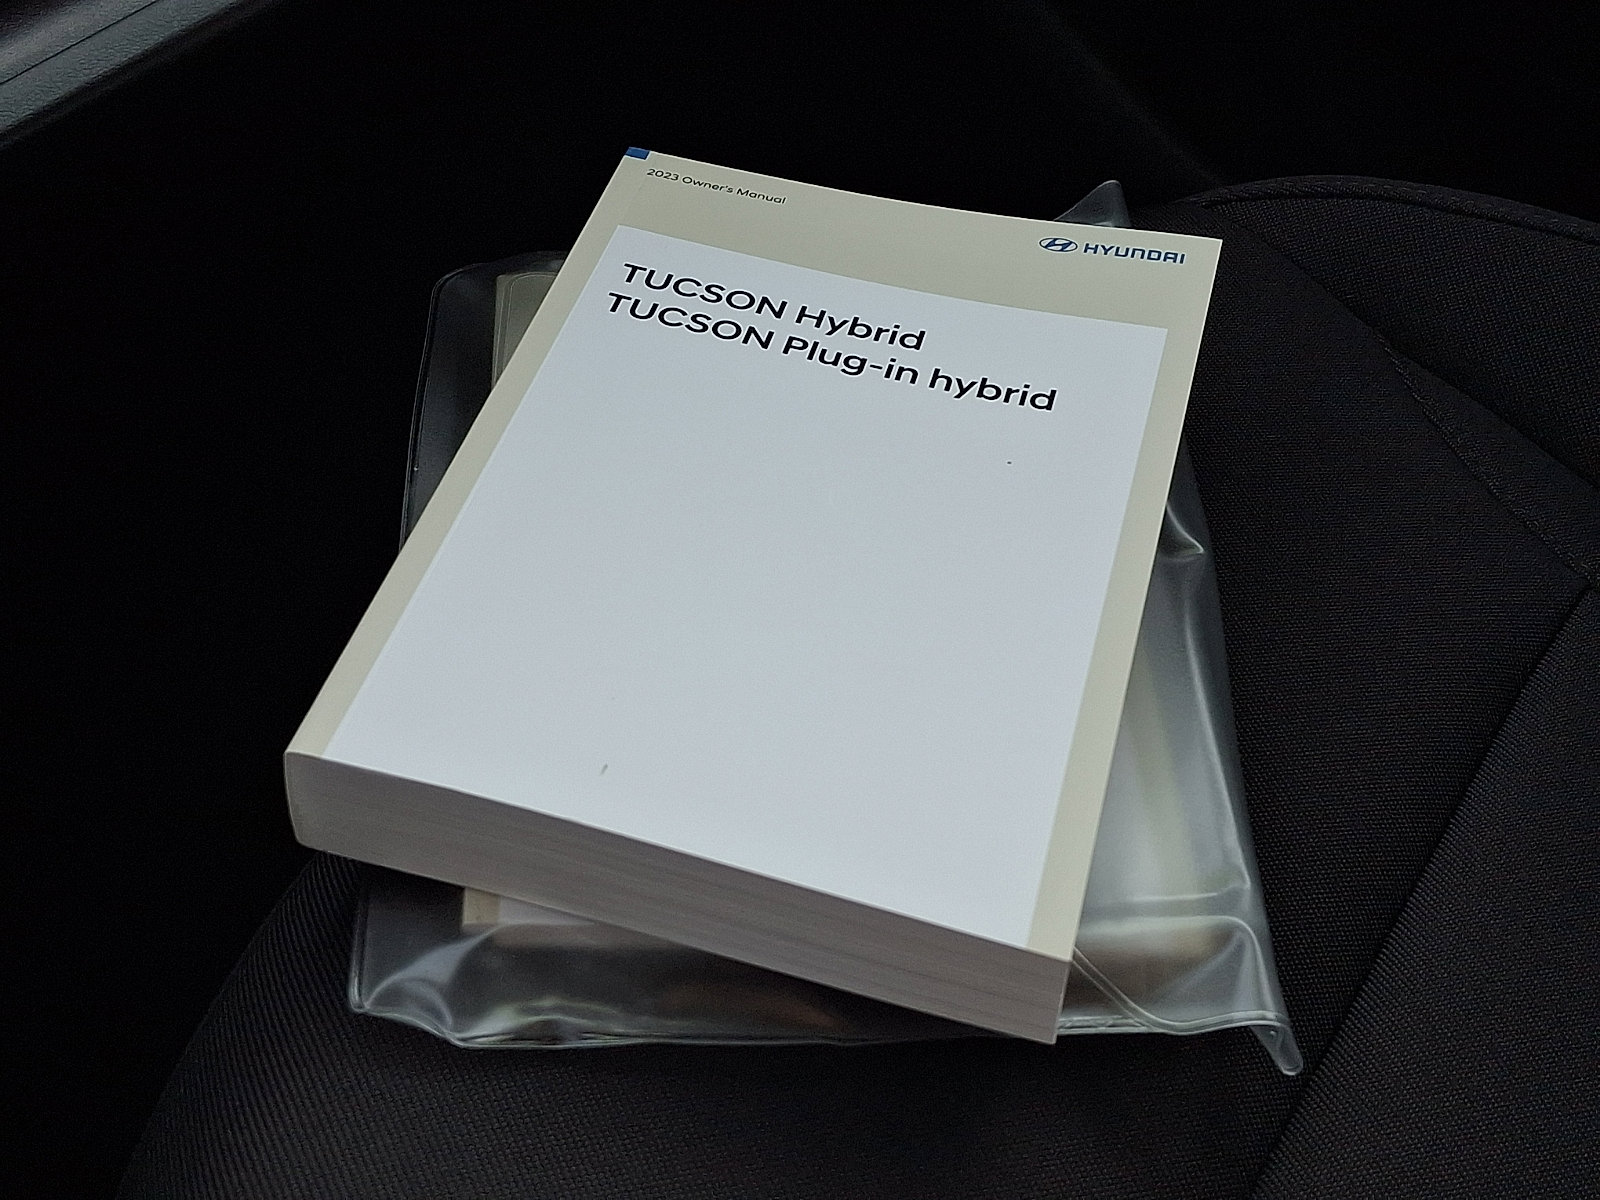 2023 Owner's Manual
HYUNDAI
TUCSON Hybrid
TUCSON Plug-in hybrid